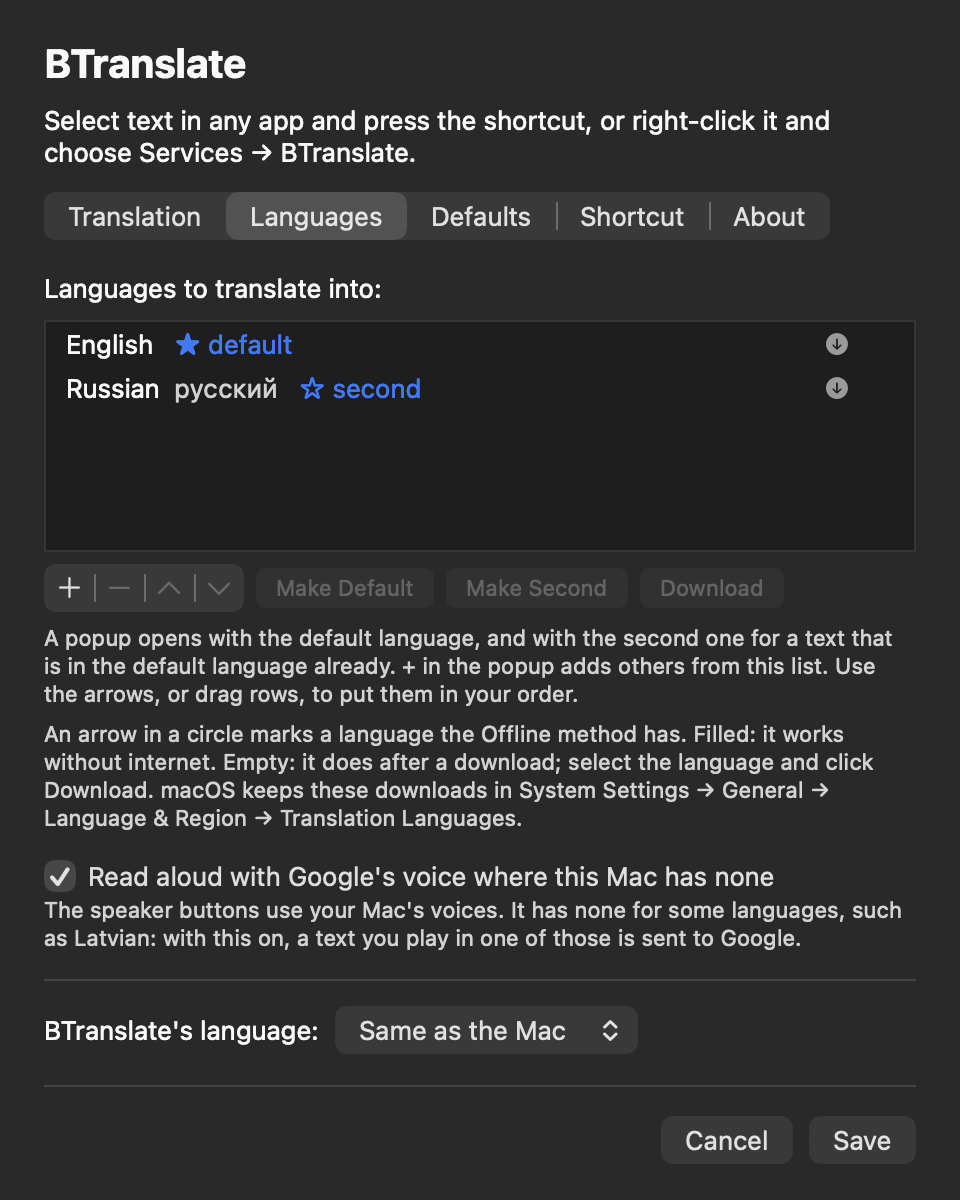 BTranslate
Select text in any app and press the shortcut, or right-click it and
choose Services → BTranslate.
Translation
Languages
Defaults
Shortcut
About
Languages to translate into:
English ★ default
Russian русский ☆ second
Make Default
Make Second
Download
A popup opens with the default language, and with the second one for a text that
is in the default language already. + in the popup adds others from this list. Use
the arrows, or drag rows, to put them in your order.
An arrow in a circle marks a language the Offline method has. Filled: it works
without internet. Empty: it does after a download; select the language and click
Download. macOS keeps these downloads in System Settings → General →
Language & Region → Translation Languages.
Read aloud with Google's voice where this Mac has none
The speaker buttons use your Mac's voices. It has none for some languages, such
as Latvian: with this on, a text you play in one of those is sent to Google.
BTranslate's language:
Same as the Mac
Cancel
Save